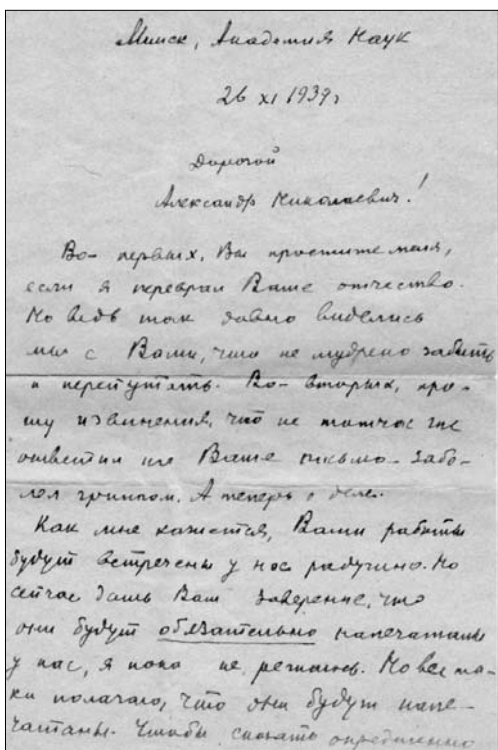 Минск, Академия Наук
26 XI 1939 г
Дорогой
Александр Николаевич!
Во-первых, Вы простите меня,
если я переврал Ваше отчество.
Но ведь так давно виделись
мы с Вами, что не мудрено забыть
и перепутать. Во-вторых, про-
шу извинения, что не тотчас же
ответил на Ваше письмо – забо-
лел гриппом. А теперь о деле.
Как мне кажется, Ваши работы
будут встречены у нас радушно. Но
сейчас дать Вам заверение, что
они будут обязательно напечатаны
у нас, я пока не решаюсь. Но все та-
ки полагаю, что они будут напе-
чатаны. Чтобы сказать определенно